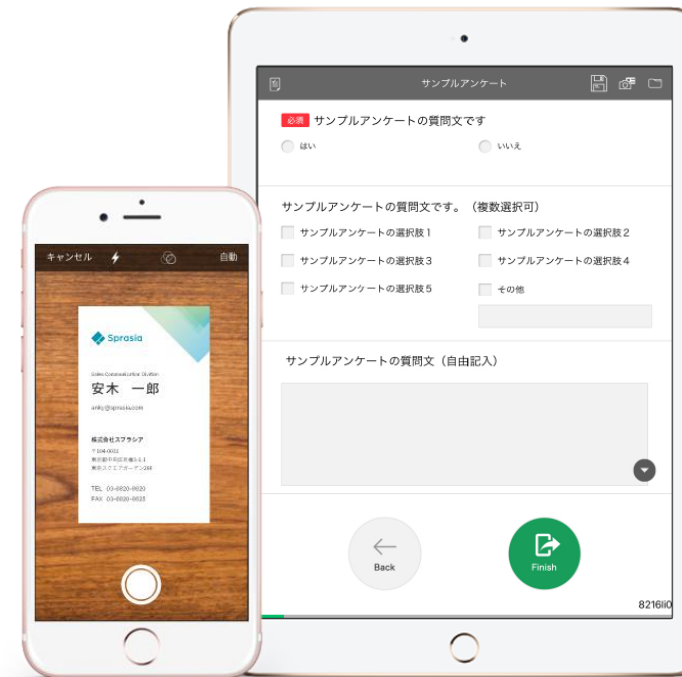 キャンセル
自動
Sprasia
Sales Communication Division
安木 一郎
株式会社スプラシア
TEL 03-6820-0020
サンプルアンケート
必須 サンプルアンケートの質問文です
はい
いいえ
サンプルアンケートの質問文です。（複数選択可）
サンプルアンケートの選択肢1
サンプルアンケートの選択肢2
サンプルアンケートの選択肢3
サンプルアンケートの選択肢4
サンプルアンケートの選択肢5
その他
サンプルアンケートの質問文（自由記入）
Back
Finish
8216li0